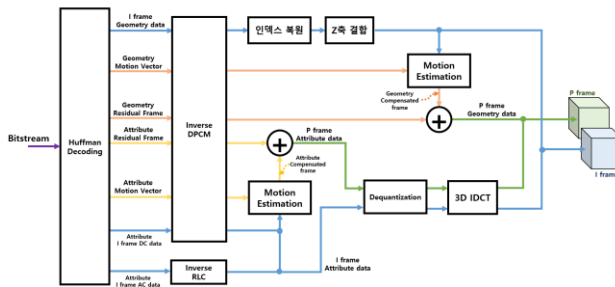 I frame
Geometry data
인덱스 복원
Z축 결합
Geometry
Motion Vector
Motion
Estimation
P frame
Geometry
Compensated
frame
Geometry
Residual Frame
Inverse
DPCM
P frame
Geometry data
Bitstream
Huffman
Decoding
Attribute
Residual Frame
P frame
Attribute data
Attribute
Compensated
frame
I frame
Attribute
Motion Vector
Motion
Estimation
Dequantization
3D IDCT
Attribute
I frame DC data
Inverse
RLC
I frame
Attribute data
Attribute
I frame AC data